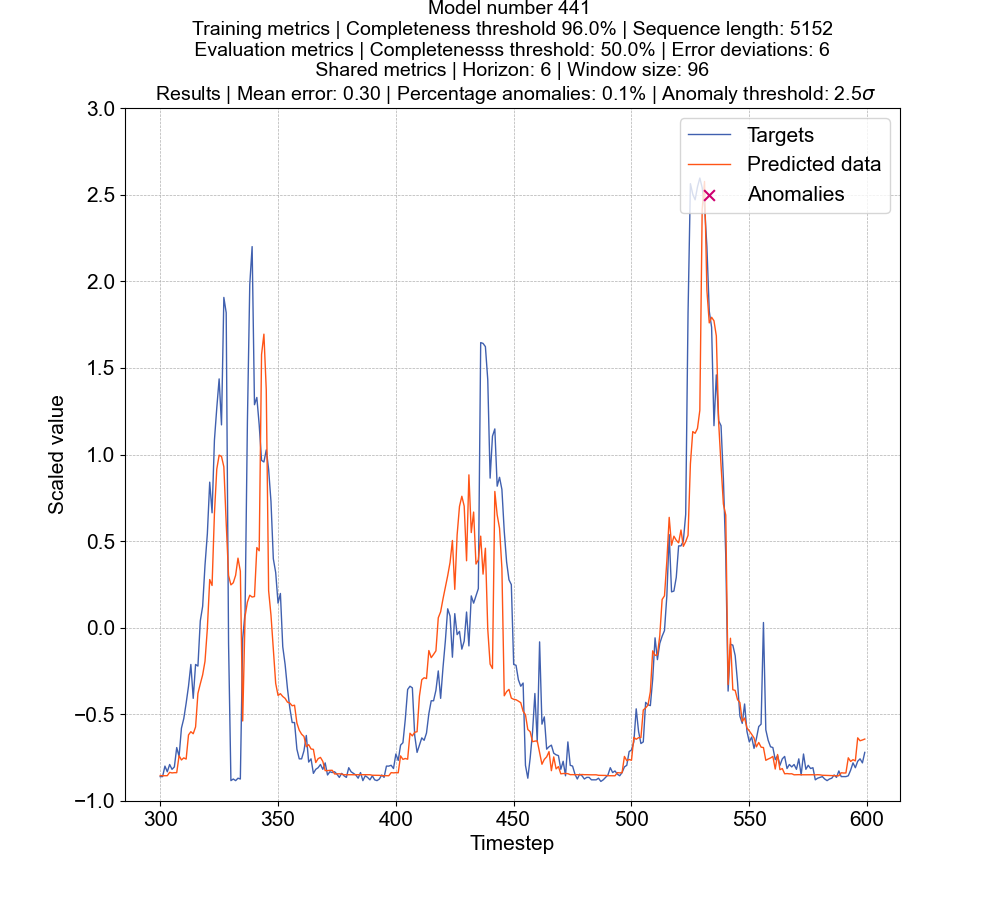 Model number 441
Training metrics | Completeness threshold 96.0% | Sequence length: 5152
Evaluation metrics | Completenesss threshold: 50.0% | Error deviations: 6
Shared metrics | Horizon: 6 | Window size: 96
Results | Mean error: 0.30 | Percentage anomalies: 0.1% | Anomaly threshold: 2.5σ
3.0
2.5
2.0
1.5
1.0
0.5
0.0
−0.5
−1.0
Scaled value
Targets
Predicted data
Anomalies
300
350
400
450
500
550
600
Timestep